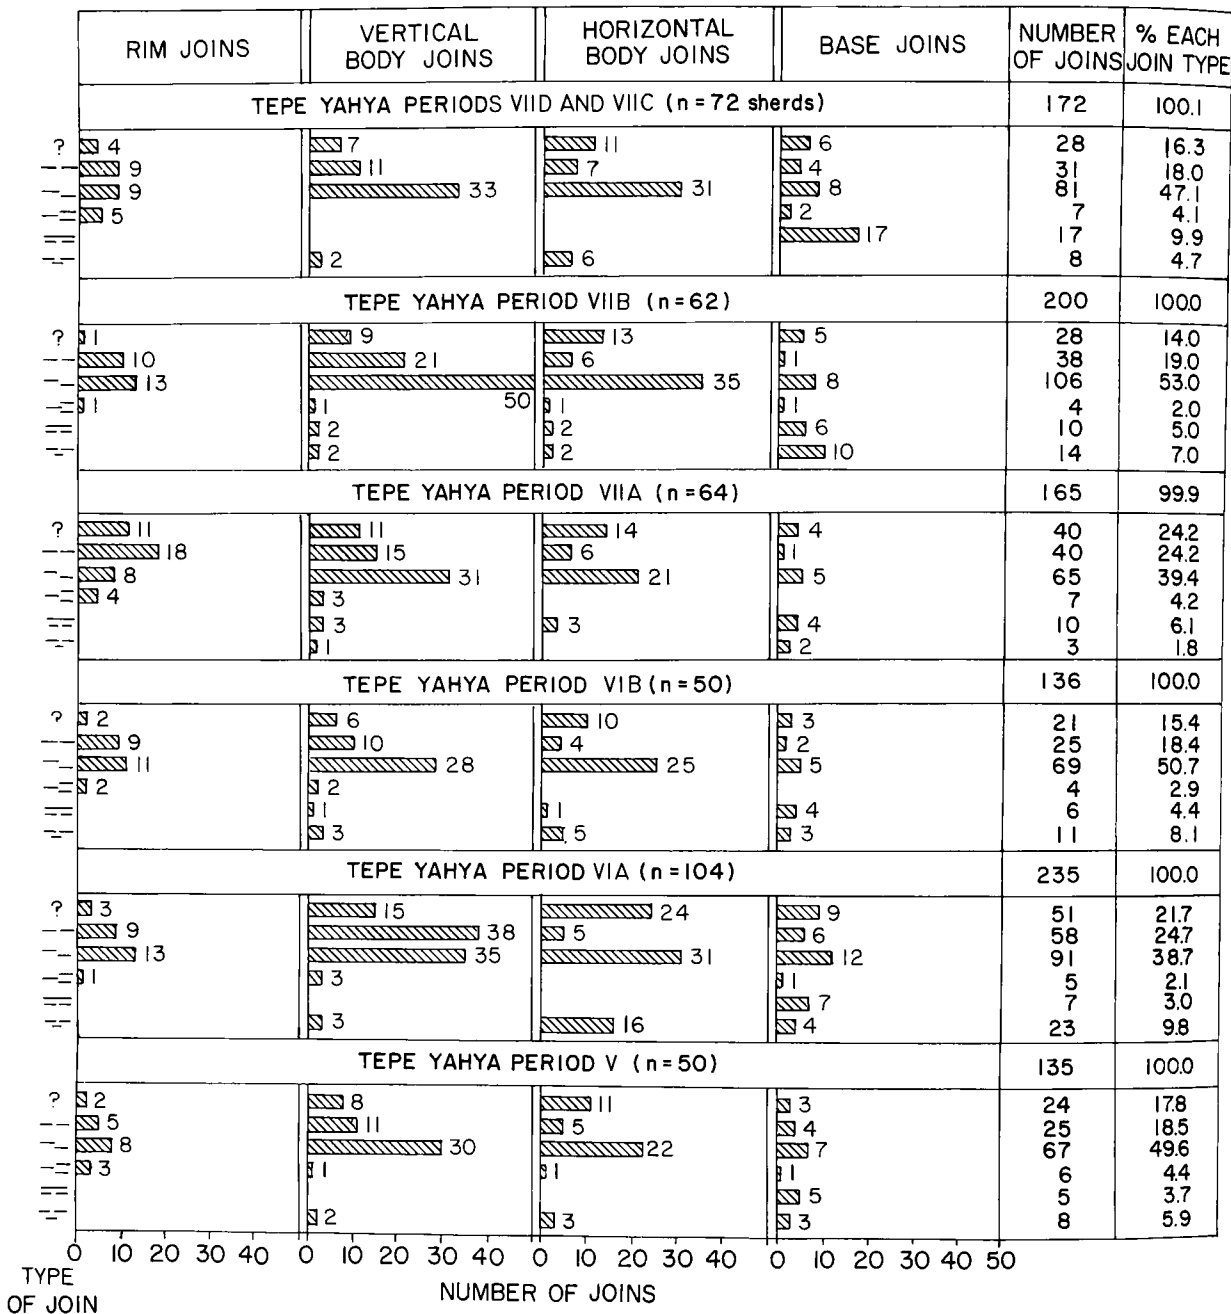 RIM JOINS VERTICAL BODY JOINS HORIZONTAL BODY JOINS BASE JOINS NUMBER OF JOINS % EACH JOIN TYPE
TEPE YAHYA PERIODS VIID AND VIIC (n=72 sherds) 172 100.1
? 4 7 11 6 28 16.3
-- 9 11 7 4 31 18.0
9 33 31 8 81 47.1
5 2 7 4.1
17 17 9.9
2 6 8 4.7
TEPE YAHYA PERIOD VIIB (n=62) 200 100.0
? 1 9 13 5 28 14.0
-- 10 21 6 1 38 19.0
13 50 35 8 106 53.0
1 1 1 1 4 2.0
2 2 6 10 5.0
2 2 10 14 7.0
TEPE YAHYA PERIOD VIIA (n=64) 165 99.9
? 11 11 14 4 40 24.2
-- 18 15 6 1 40 24.2
8 31 21 5 65 39.4
4 3 7 4.2
3 3 4 10 6.1
1 2 3 1.8
TEPE YAHYA PERIOD VIB (n=50) 136 100.0
? 2 6 10 3 21 15.4
-- 9 10 4 2 25 18.4
11 28 25 5 69 50.7
2 2 4 2.9
1 1 4 6 4.4
3 5 3 11 8.1
TEPE YAHYA PERIOD VIA (n=104) 235 100.0
? 3 15 24 9 51 21.7
-- 9 38 5 6 58 24.7
13 35 31 12 91 38.7
1 3 1 5 2.1
7 7 3.0
3 16 4 23 9.8
TEPE YAHYA PERIOD V (n=50) 135 100.0
? 2 8 11 3 24 17.8
-- 5 11 5 4 25 18.5
8 30 22 7 67 49.6
3 1 1 1 6 4.4
5 5 3.7
2 3 3 8 5.9
0 10 20 30 40 0 10 20 30 40 0 10 20 30 40 0 10 20 30 40 50
TYPE OF JOIN
NUMBER OF JOINS